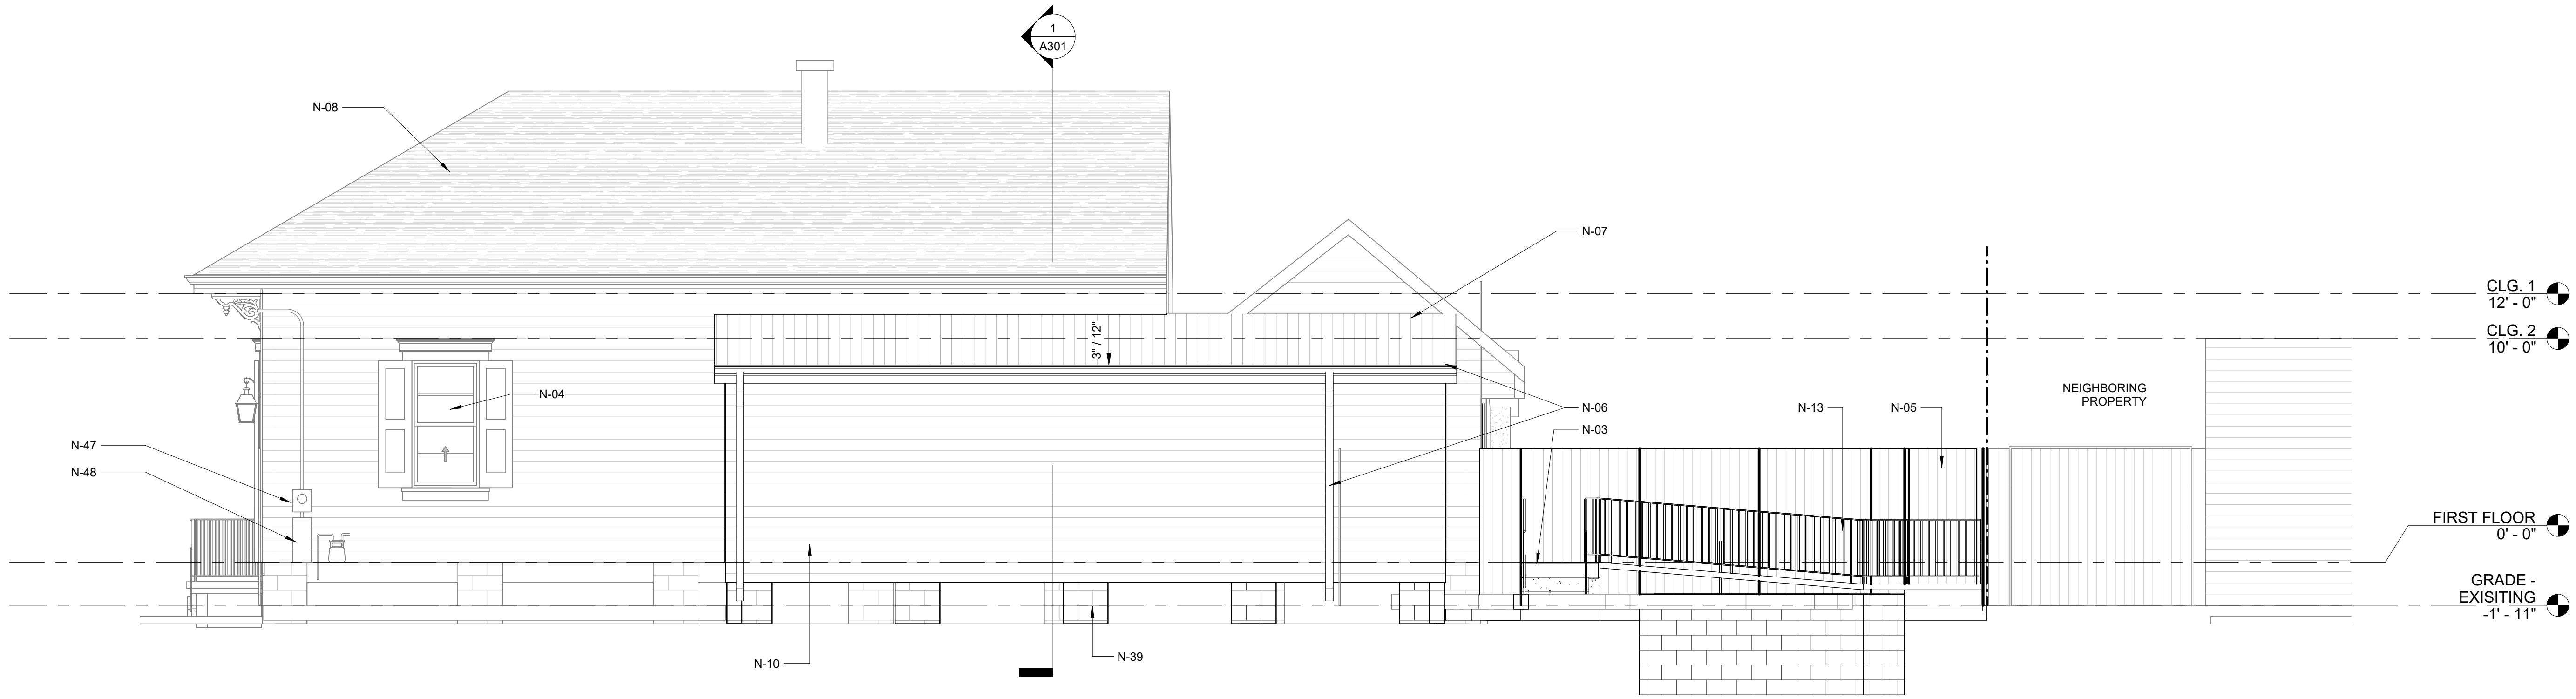 1
A301
N-08
N-07
CLG. 1
12' - 0"
CLG. 2
10' - 0"
3" / 12"
N-04
NEIGHBORING
PROPERTY
N-06
N-13
N-05
N-03
N-47
N-48
FIRST FLOOR
0' - 0"
GRADE -
EXISITING
-1' - 11"
N-10
N-39